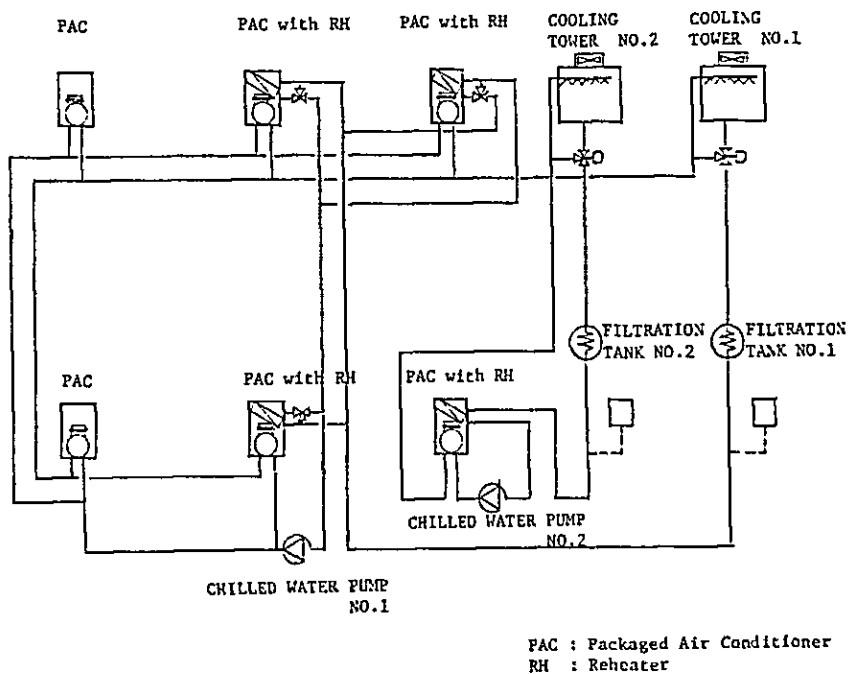 PAC
PAC with RH
PAC with RH
COOLING
TOWER NO.2
COOLING
TOWER NO.1
FILTRATION
TANK NO.2
FILTRATION
TANK NO.1
PAC
PAC with RH
PAC with RH
CHILLED WATER PUMP
NO.2
CHILLED WATER PUMP
NO.1
PAC : Packaged Air Conditioner
RH : Reheater